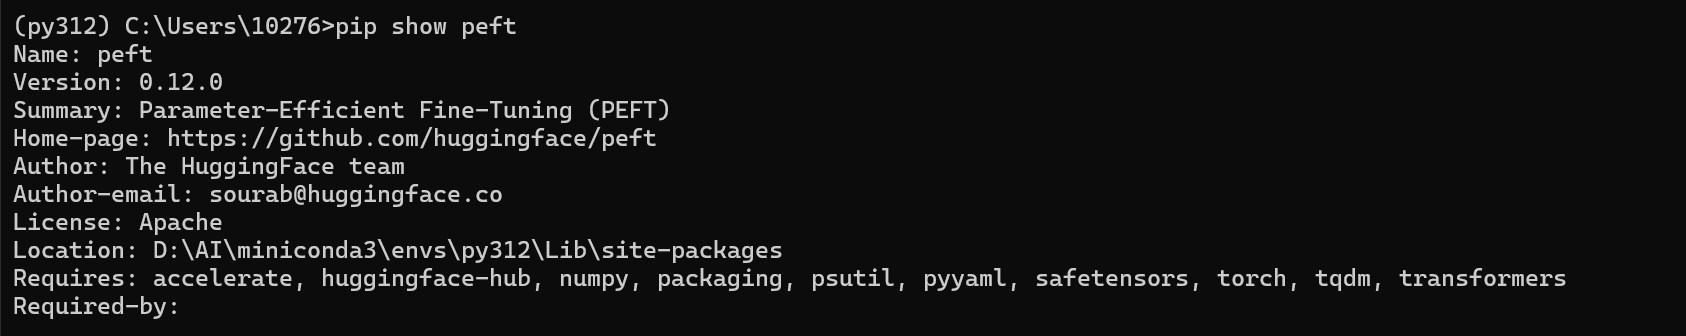 (py312) C:\Users\10276>pip show peft
Name: peft
Version: 0.12.0
Summary: Parameter-Efficient Fine-Tuning (PEFT)
Home-page: https://github.com/huggingface/peft
Author: The HuggingFace team
Author-email: sourab@huggingface.co
License: Apache
Location: D:\AI\miniconda3\envs\py312\Lib\site-packages
Requires: accelerate, huggingface-hub, numpy, packaging, psutil, pyyaml, safetensors, torch, tqdm, transformers
Required-by: